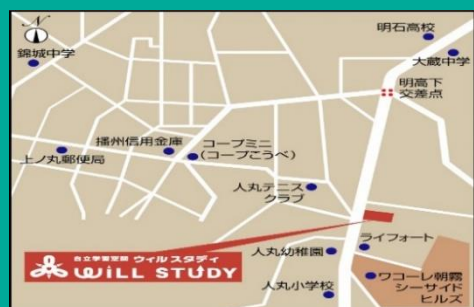 N
明石高校
錦城中学
大蔵中学
明高下
交差点
播州信用金庫
コープミニ
(コープこうべ)
上ノ丸郵便局
人丸テニス
クラブ
自立学習空間 ウィルスタディ
WiLL STUDY
人丸幼稚園
ライフォート
ワコーレ朝霧
シーサイド
ヒルズ
人丸小学校